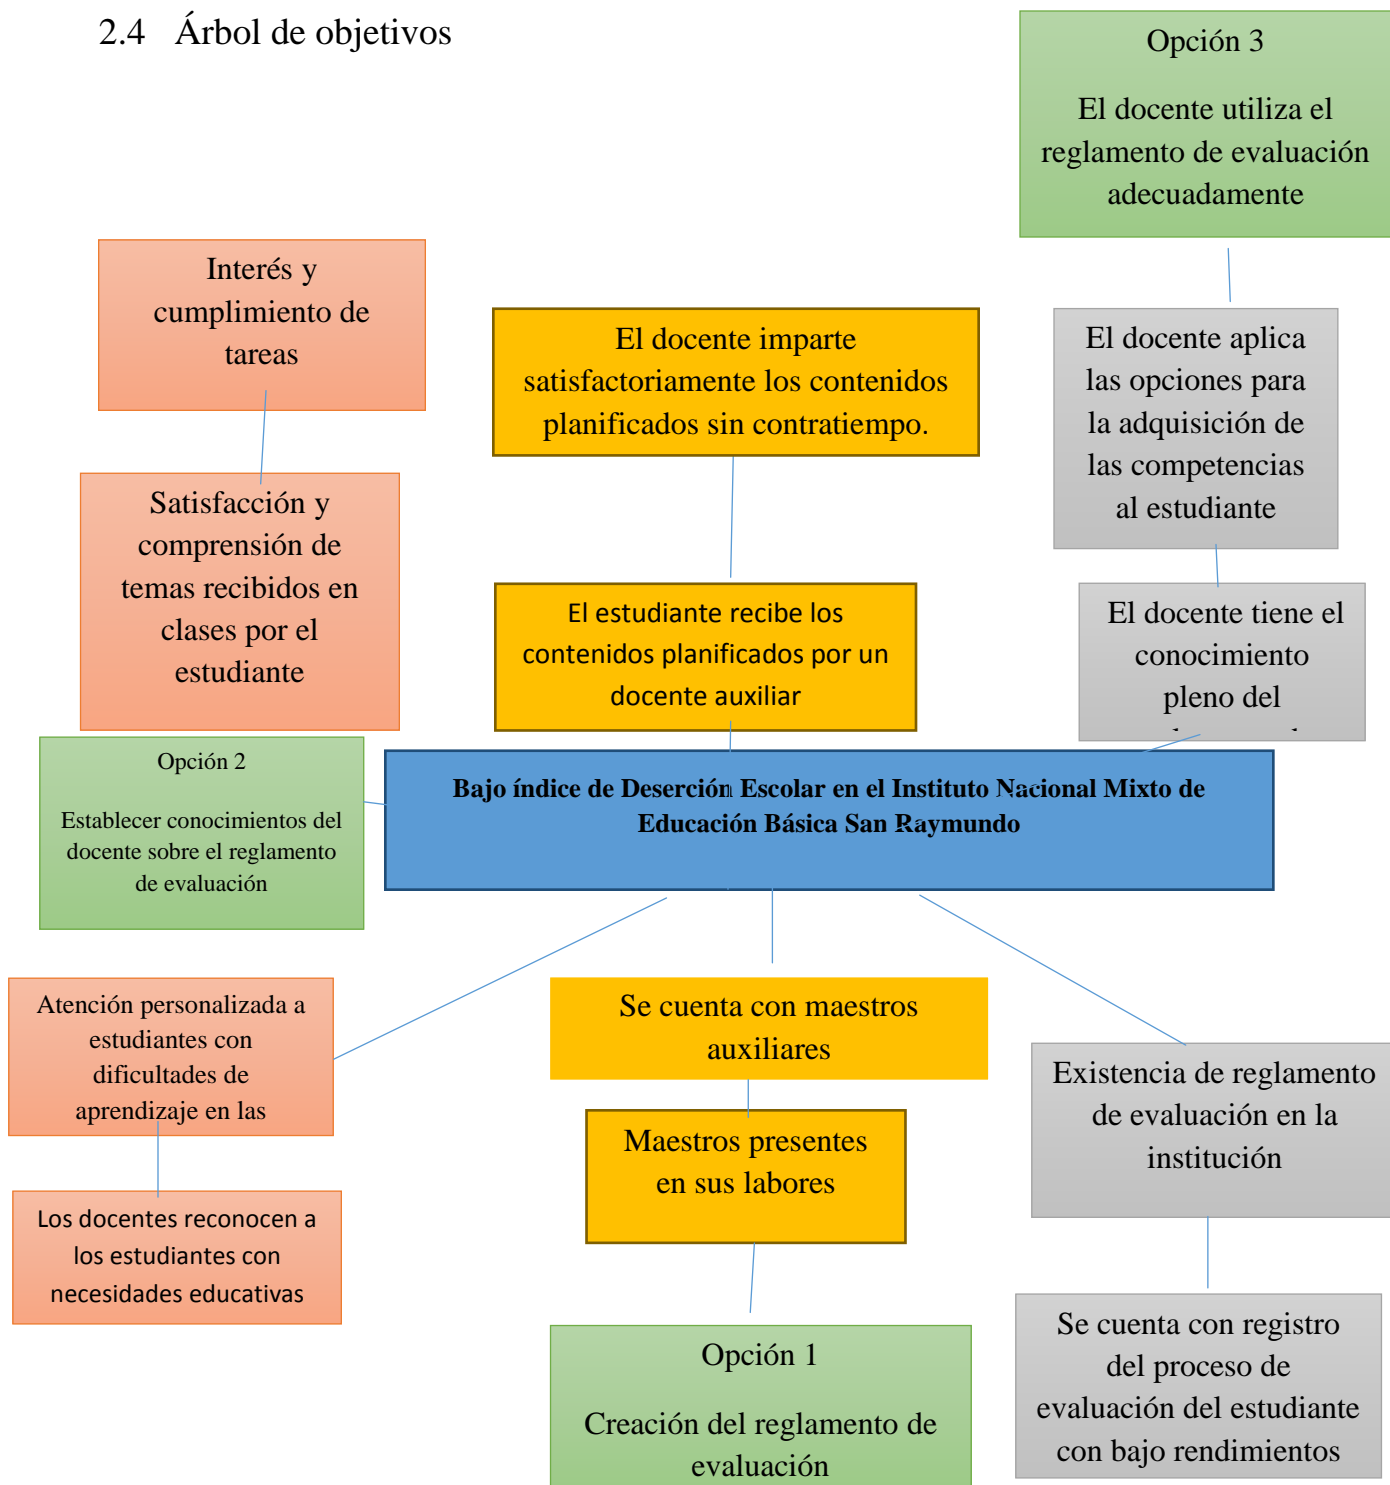 2.4 Árbol de objetivos
Opción 3
El docente utiliza el
reglamento de evaluación
adecuadamente
Interés y
cumplimiento de
tareas
El docente imparte
satisfactoriamente los contenidos
planificados sin contratiempo.
El docente aplica
las opciones para
la adquisición de
las competencias
al estudiante
Satisfacción y
comprensión de
temas recibidos en
clases por el
estudiante
El estudiante recibe los
contenidos planificados por un
docente auxiliar
El docente tiene el
conocimiento
pleno del
Opción 2
Establecer conocimientos del
docente sobre el reglamento
de evaluación
Bajo índice de Deserción Escolar en el Instituto Nacional Mixto de
Educación Básica San Raymundo
Atención personalizada a
estudiantes con
dificultades de
aprendizaje en las
Se cuenta con maestros
auxiliares
Existencia de reglamento
de evaluación en la
institución
Maestros presentes
en sus labores
Los docentes reconocen a
los estudiantes con
necesidades educativas
Opción 1
Creación del reglamento de
evaluación
Se cuenta con registro
del proceso de
evaluación del estudiante
con bajo rendimientos